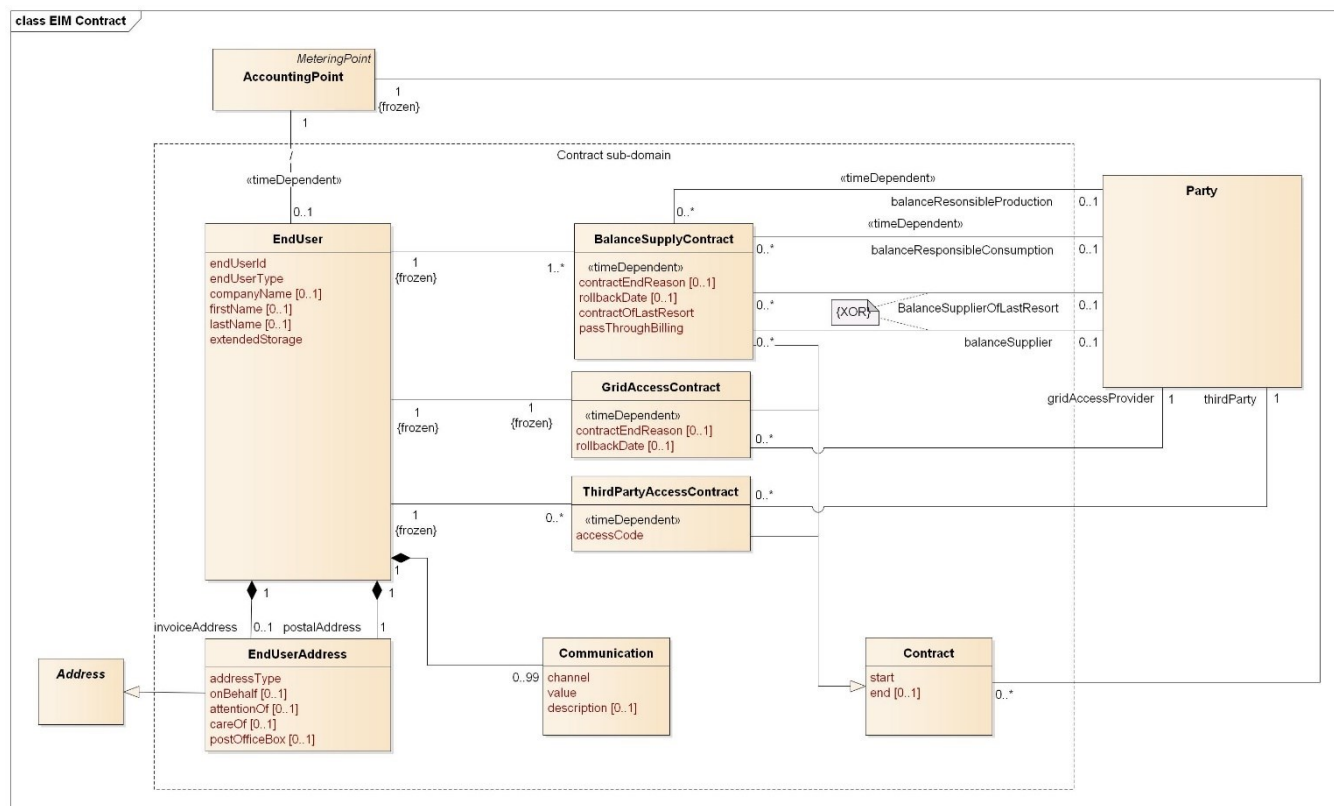 class EIM Contract
MeteringPoint
AccountingPoint
1
{frozen}
1
Contract sub-domain
«timeDependent»
0..1
EndUser
endUserId
endUserType
companyName [0..1]
firstName [0..1]
lastName [0..1]
extendedStorage
1
{frozen}
1..*
«timeDependent»
0..*
balanceResonsibleProduction
0..1
BalanceSupplyContract
«timeDependent»
contractEndReason [0..1]
rollbackDate [0..1]
contractOfLastResort
passThroughBilling
«timeDependent»
0..*
balanceResponsibleConsumption
0..1
0..*
{XOR}
BalanceSupplierOfLastResort
0..1
0..*
balanceSupplier
0..1
Party
GridAccessContract
«timeDependent»
contractEndReason [0..1]
rollbackDate [0..1]
1
{frozen}
1
{frozen}
0..*
gridAccessProvider
1
thirdParty
1
ThirdPartyAccessContract
«timeDependent»
accessCode
1
{frozen}
0..*
0..*
1
1
1
invoiceAddress
0..1
postalAddress
1
EndUserAddress
addressType
onBehalf [0..1]
attentionOf [0..1]
careOf [0..1]
postOfficeBox [0..1]
Address
0..99
Communication
channel
value
description [0..1]
Contract
start
end [0..1]
0..*